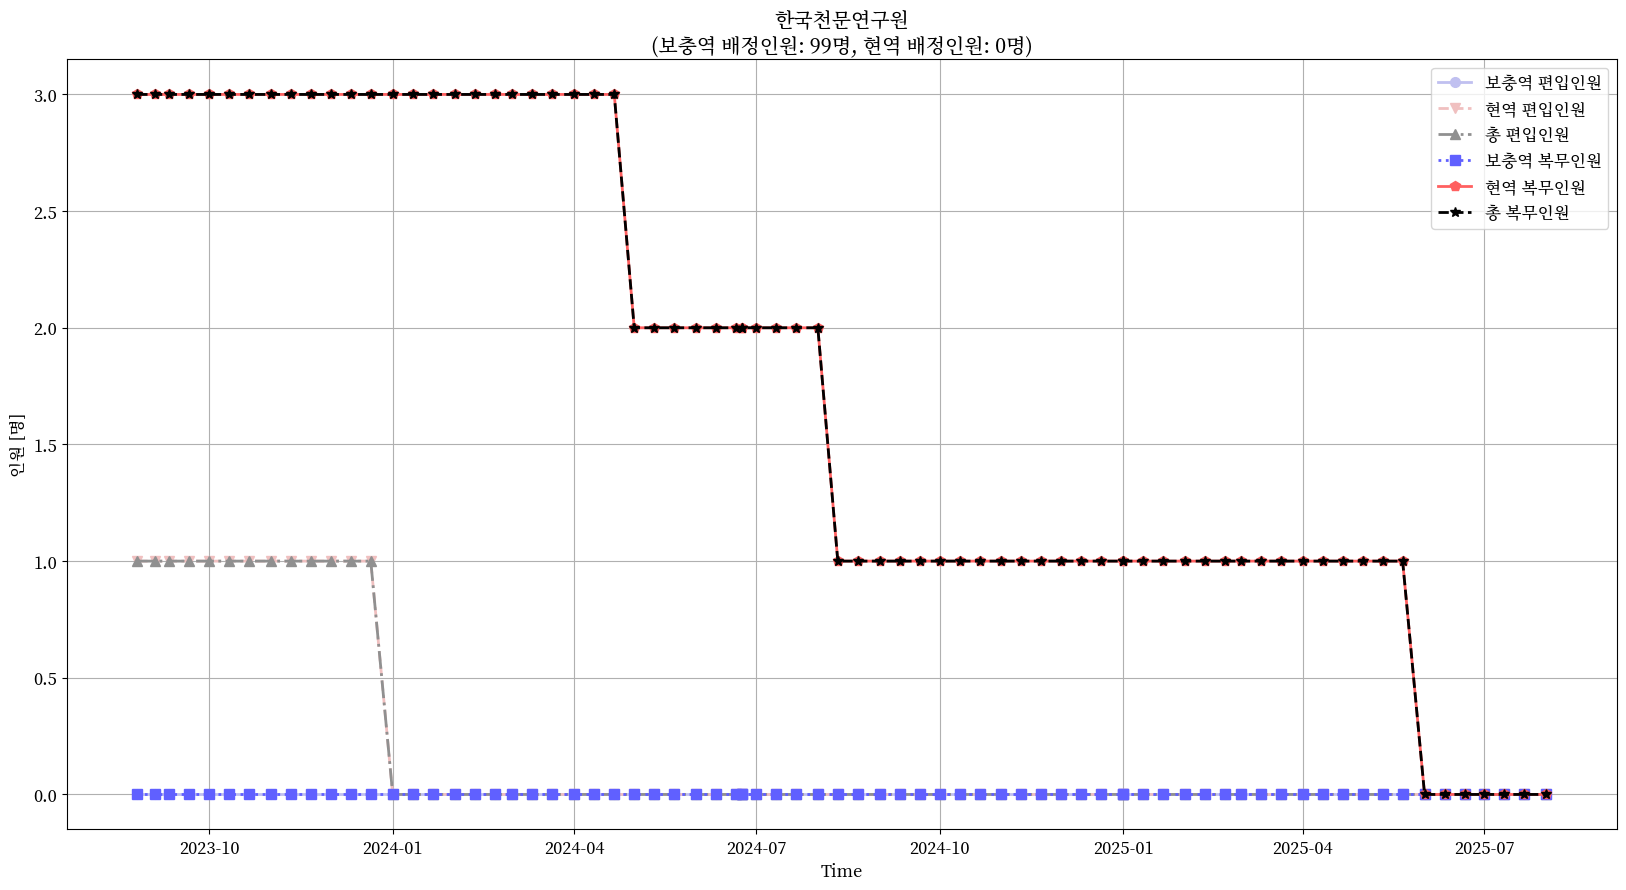 한국천문연구원
(보충역 배정인원: 99명, 현역 배정인원: 0명)
보충역 편입인원
현역 편입인원
총 편입인원
보충역 복무인원
현역 복무인원
총 복무인원
인원 [명]
3.0
2.5
2.0
1.5
1.0
0.5
0.0
2023-10
2024-01
2024-04
2024-07
2024-10
2025-01
2025-04
2025-07
Time